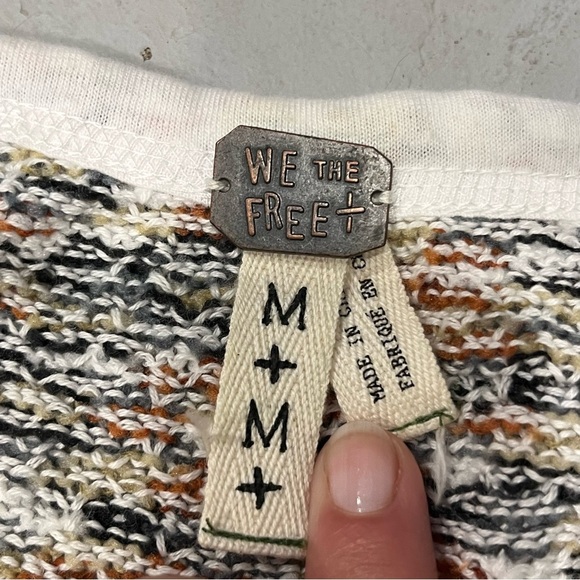 WE THE
FREE+
M
+
M
+
MADE IN
FABRIQUE EN